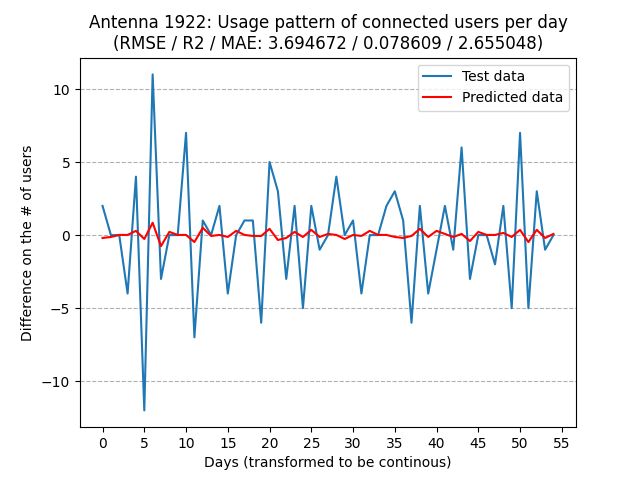 Antenna 1922: Usage pattern of connected users per day
(RMSE / R2 / MAE: 3.694672 / 0.078609 / 2.655048)
Test data
Predicted data
Difference on the # of users
10
5
0
−5
−10
0 5 10 15 20 25 30 35 40 45 50 55
Days (transformed to be continous)